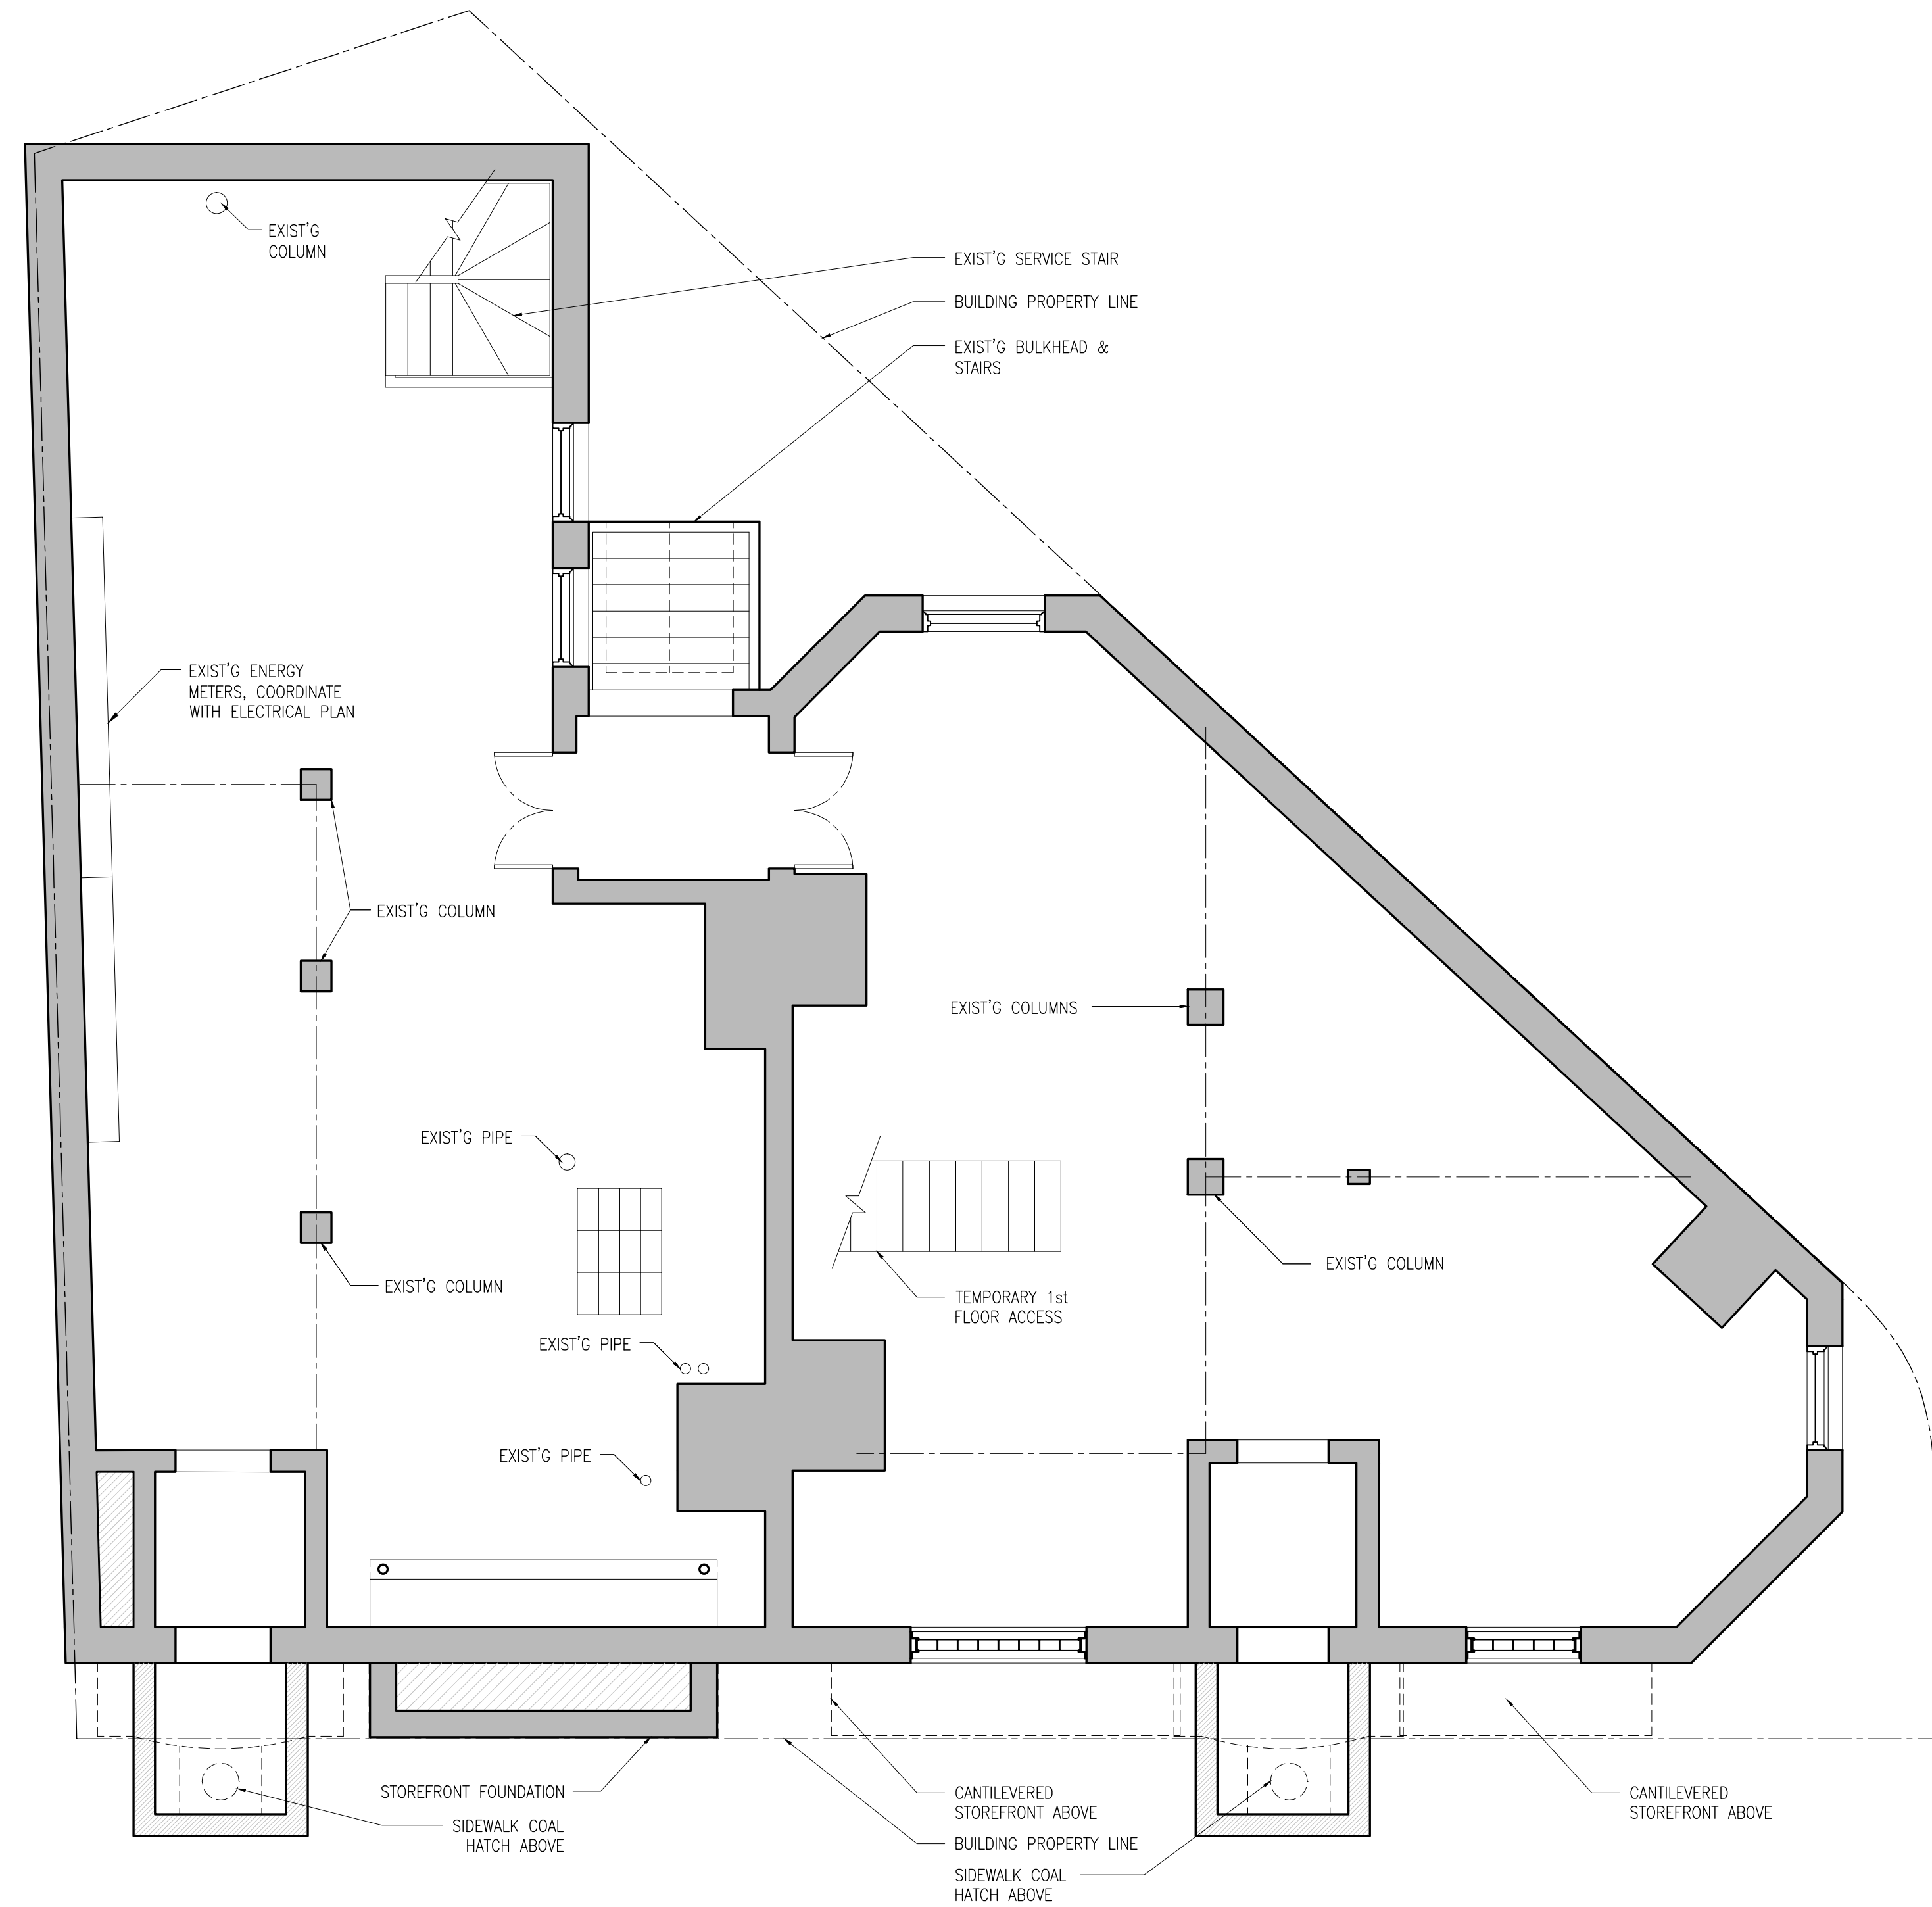 EXIST'G
COLUMN
EXIST'G SERVICE STAIR
BUILDING PROPERTY LINE
EXIST'G BULKHEAD &
STAIRS
EXIST'G ENERGY
METERS, COORDINATE
WITH ELECTRICAL PLAN
EXIST'G COLUMN
EXIST'G COLUMNS
EXIST'G PIPE
EXIST'G COLUMN
EXIST'G COLUMN
TEMPORARY 1st
FLOOR ACCESS
EXIST'G PIPE
EXIST'G PIPE
STOREFRONT FOUNDATION
SIDEWALK COAL
HATCH ABOVE
CANTILEVERED
STOREFRONT ABOVE
BUILDING PROPERTY LINE
SIDEWALK COAL
HATCH ABOVE
CANTILEVERED
STOREFRONT ABOVE